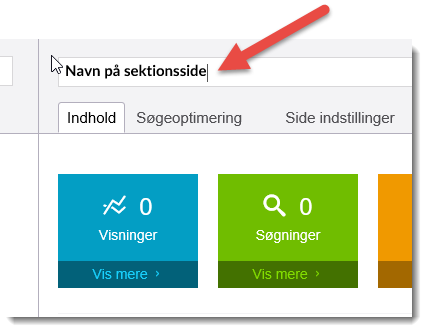 Navn på sektionsside
Indhold Søgeoptimering Side indstillinger
0 0
Visninger Søgninger
Vis mere › Vis mere ›